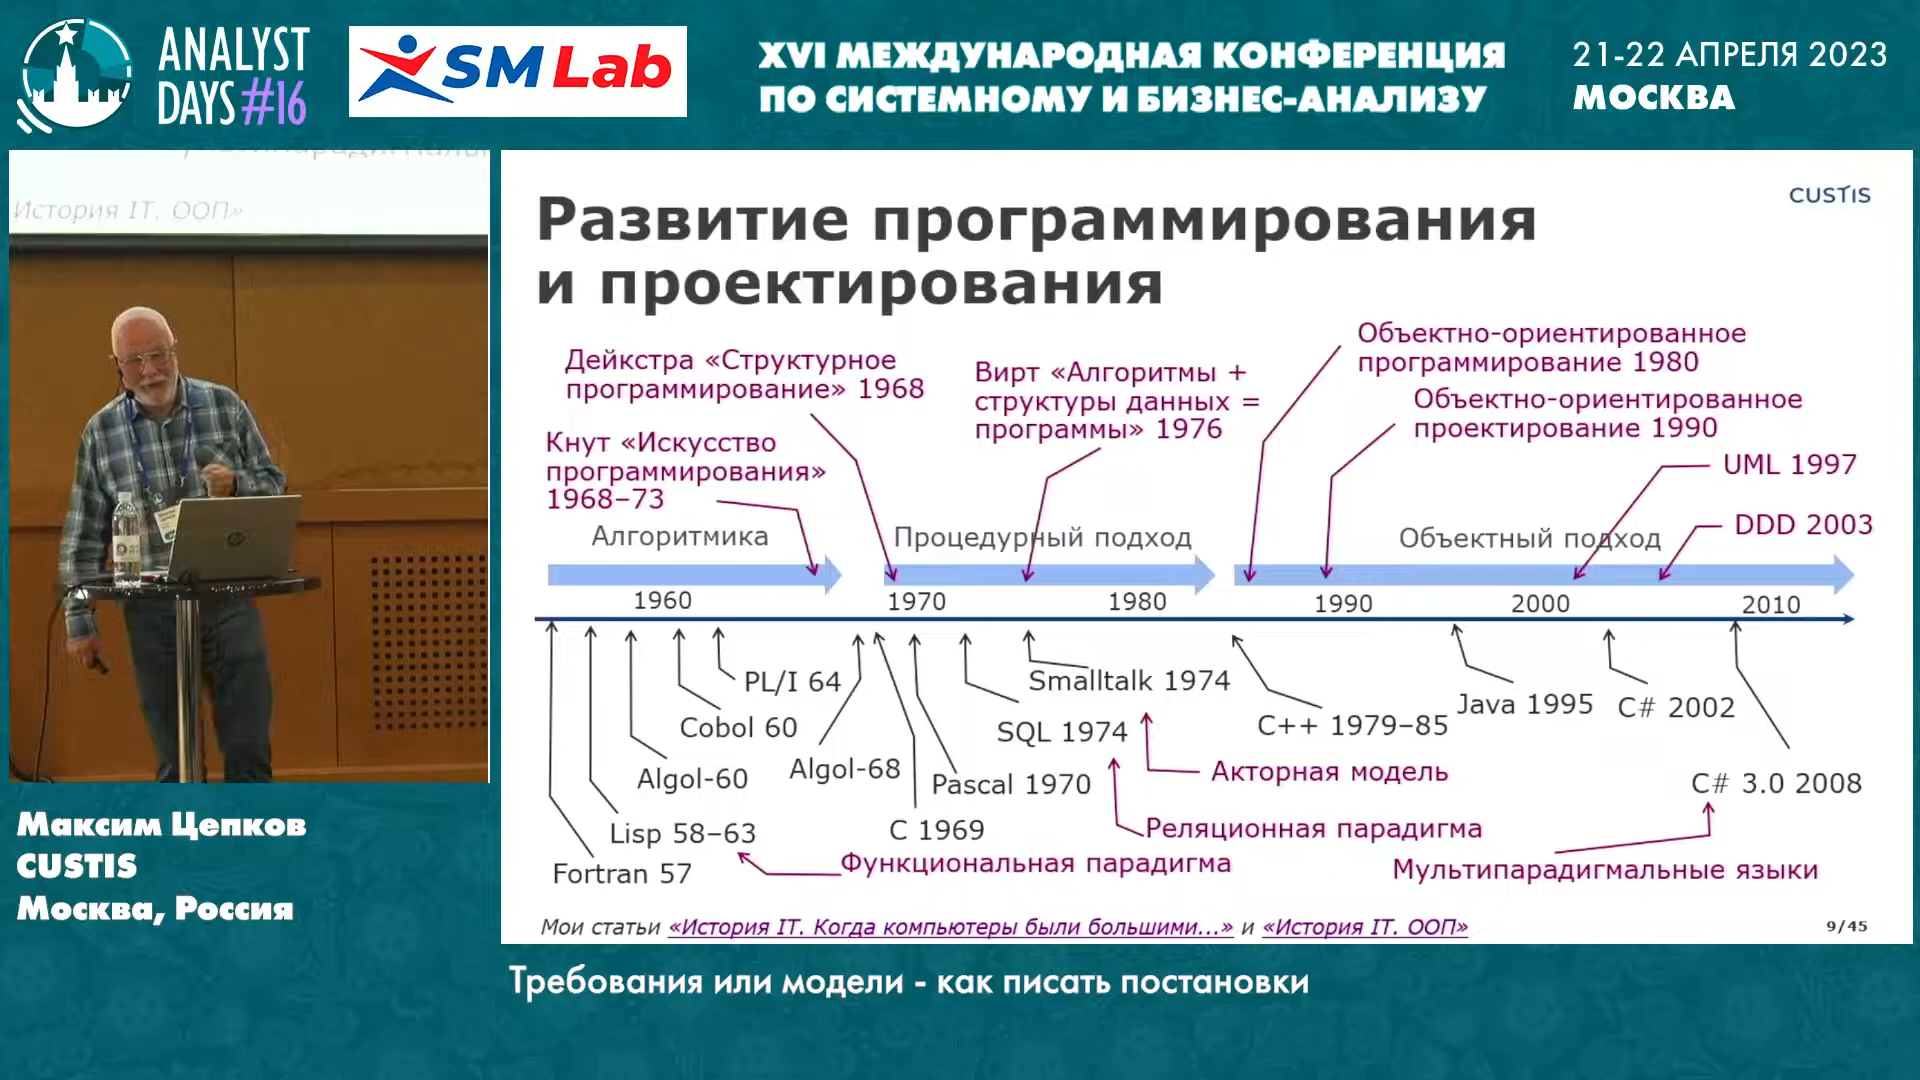 ANALYST
DAYS #16
SM Lab
XVI МЕЖДУНАРОДНАЯ КОНФЕРЕНЦИЯ
ПО СИСТЕМНОМУ И БИЗНЕС-АНАЛИЗУ
21-22 АПРЕЛЯ 2023
МОСКВА
История IT. ООП»
CUSTIS
Развитие программирования
и проектирования
Дейкстра «Структурное
программирование» 1968
Кнут «Искусство
программирования»
1968–73
Вирт «Алгоритмы +
структуры данных =
программы» 1976
Объектно-ориентированное
программирование 1980
Объектно-ориентированное
проектирование 1990
UML 1997
DDD 2003
Алгоритмика
Процедурный подход
Объектный подход
1960
1970
1980
1990
2000
2010
PL/I 64
Cobol 60
Algol-60
Lisp 58–63
Fortran 57
Algol-68
C 1969
Pascal 1970
SQL 1974
Smalltalk 1974
C++ 1979–85
Java 1995
C# 2002
C# 3.0 2008
Акторная модель
Реляционная парадигма
Функциональная парадигма
Мультипарадигмальные языки
Мои статьи «История IT. Когда компьютеры были большими...» и «История IT. ООП»
9/45
Максим Цепков
CUSTIS
Москва, Россия
Требования или модели - как писать постановки